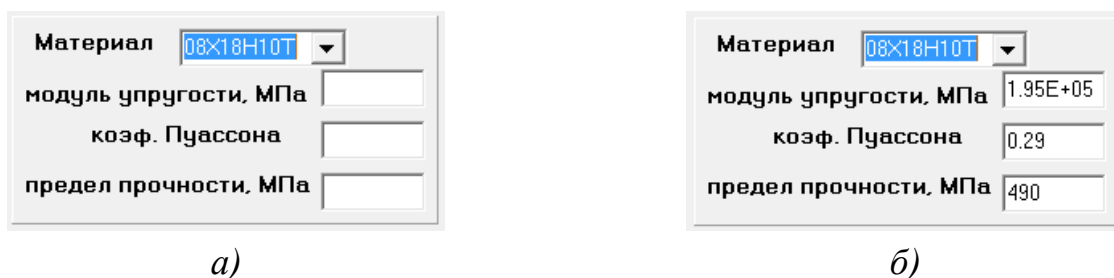 Материал 08Х18Н10Т
модуль упругости, МПа
коэф. Пуассона
предел прочности, МПа
а)
Материал 08Х18Н10Т
модуль упругости, МПа 1.95E+05
коэф. Пуассона 0.29
предел прочности, МПа 490
б)